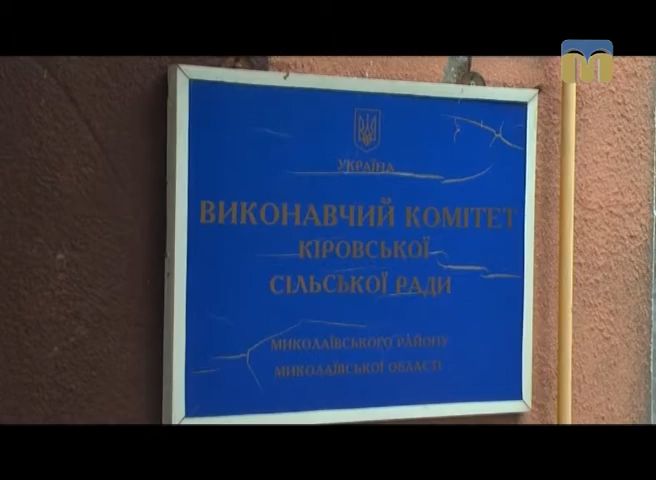 УКРАЇНА
ВИКОНАВЧИЙ КОМІТЕТ
КІРОВСЬКОЇ
СІЛЬСЬКОЇ РАДИ
МИКОЛАЇВСЬКОГО РАЙОНУ
МИКОЛАЇВСЬКОЇ ОБЛАСТІ